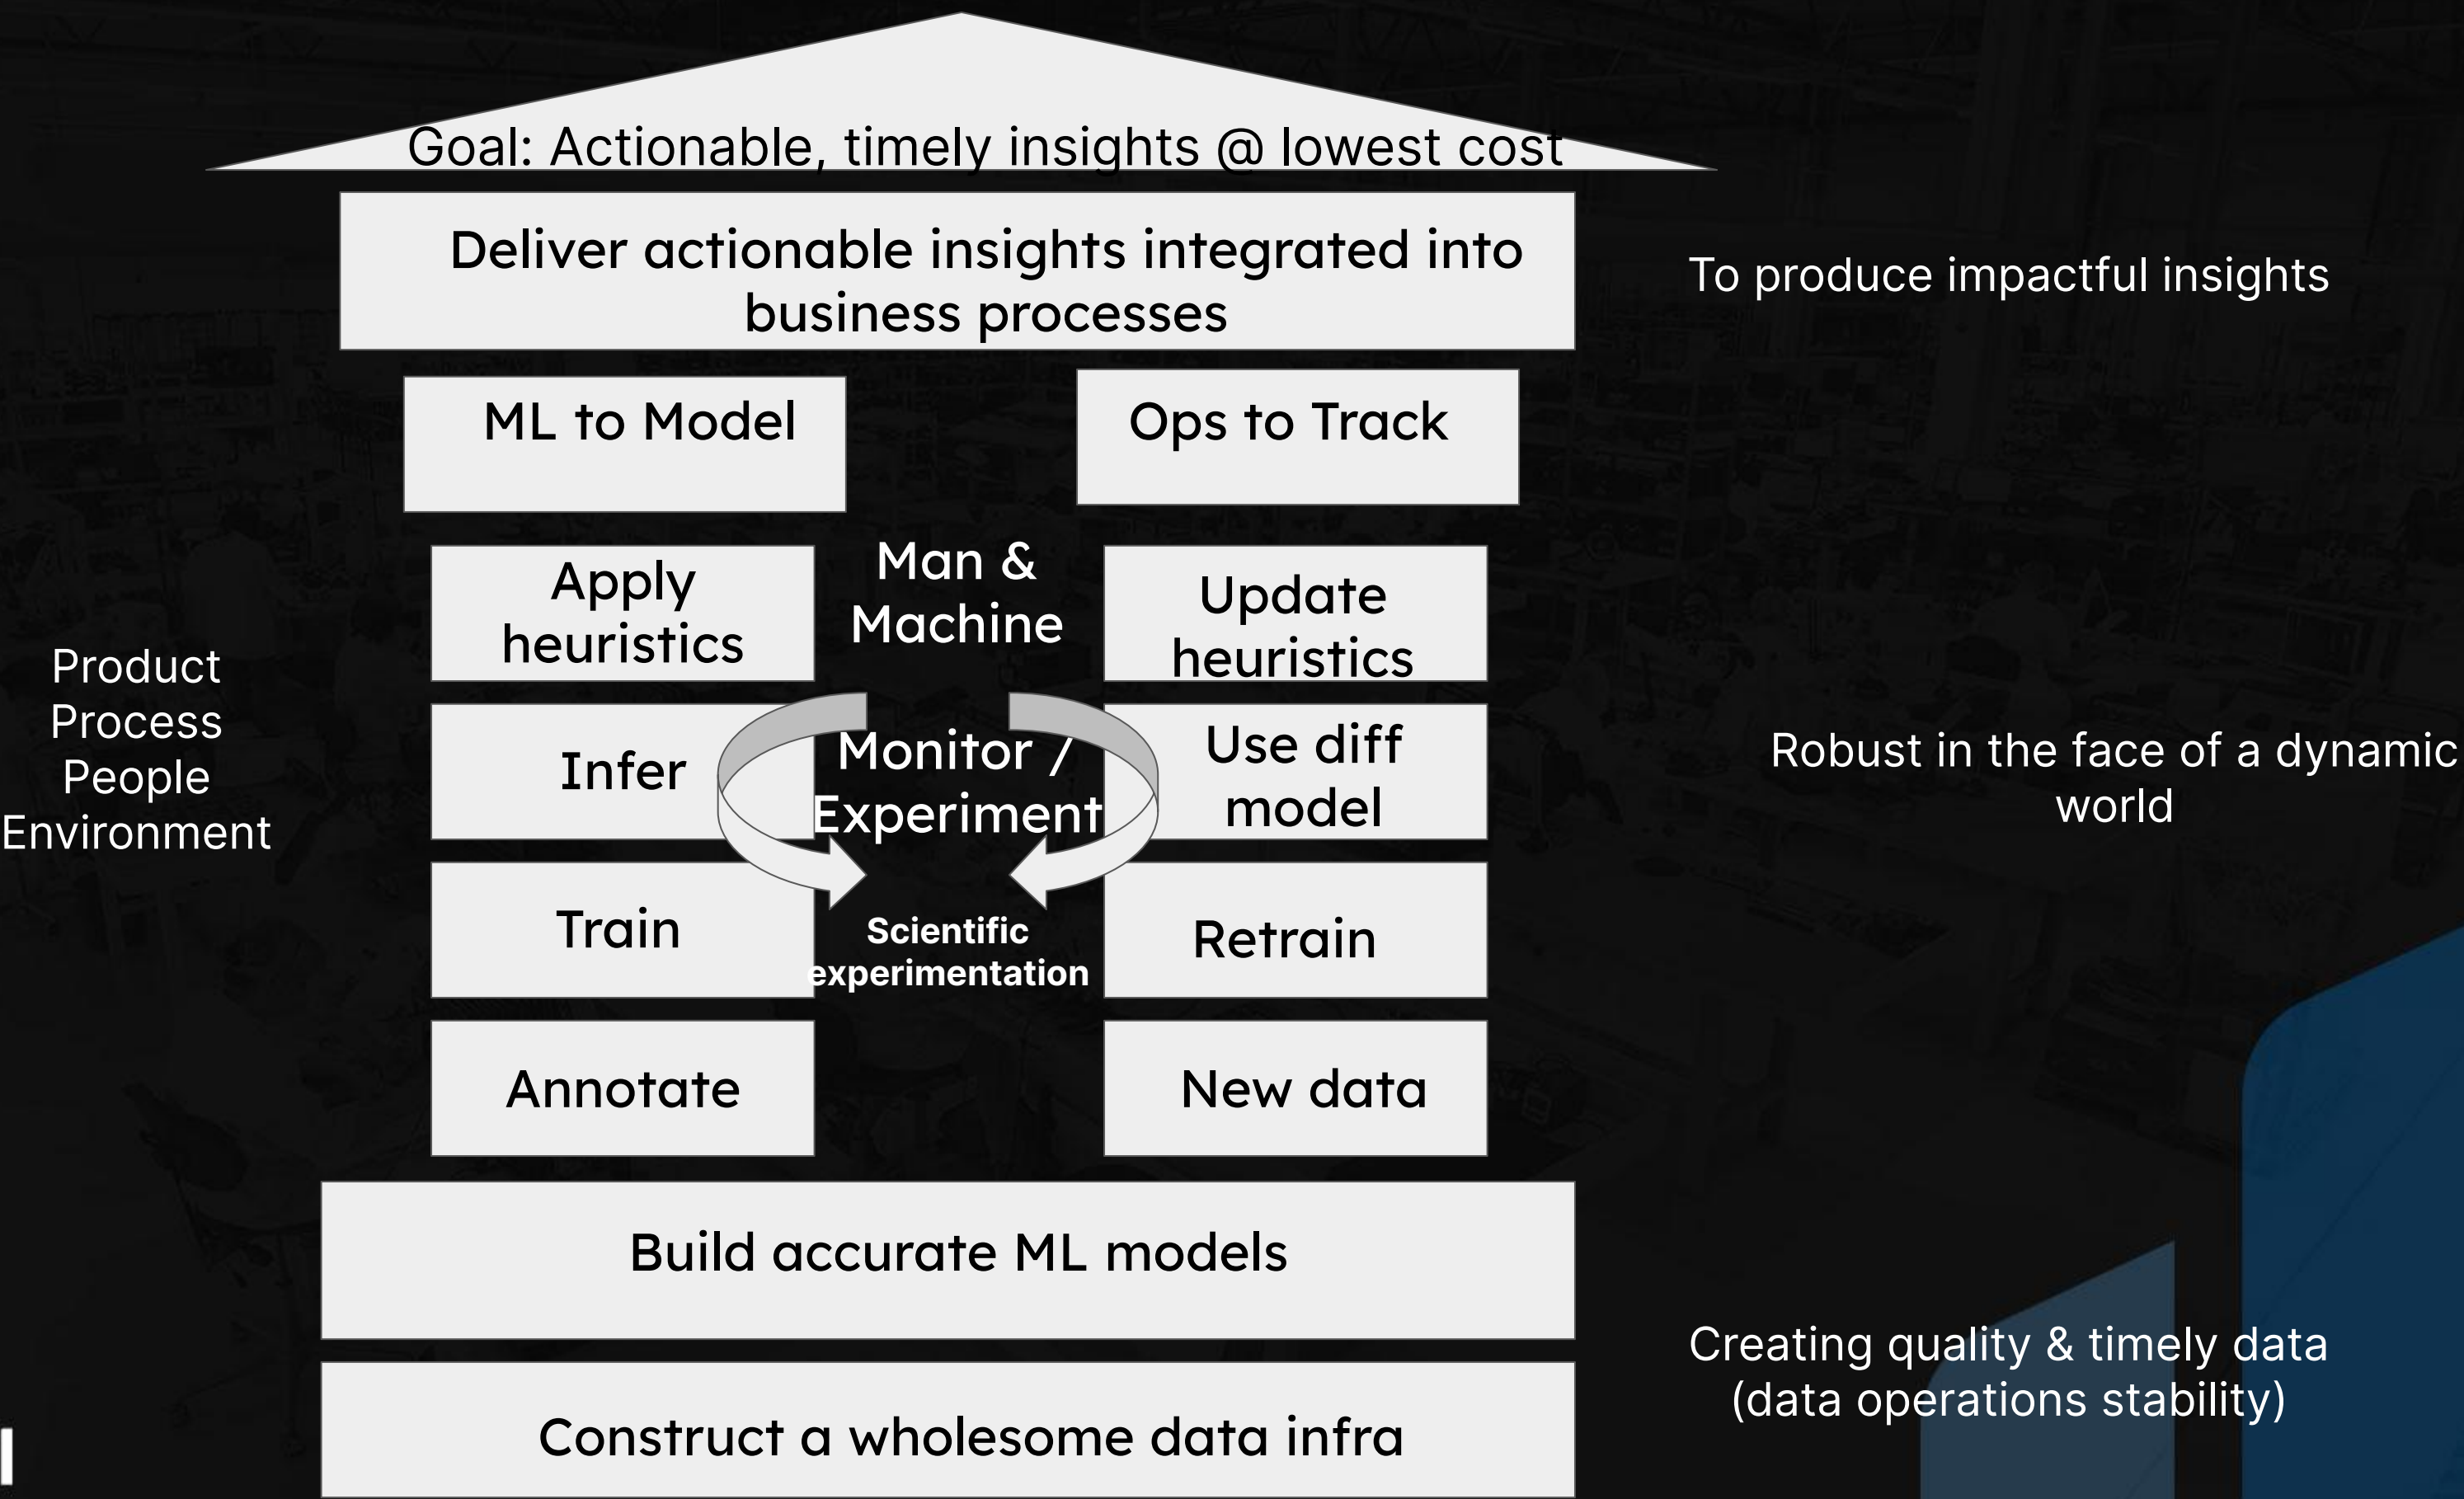 Goal: Actionable, timely insights @ lowest cost
Deliver actionable insights integrated into
business processes
To produce impactful insights
ML to Model
Ops to Track
Apply
heuristics
Man &
Machine
Update
heuristics
Product
Process
People
Environment
Infer
Monitor /
Experiment
Use diff
model
Robust in the face of a dynamic
world
Train
Scientific
experimentation
Retrain
Annotate
New data
Build accurate ML models
Creating quality & timely data
(data operations stability)
Construct a wholesome data infra